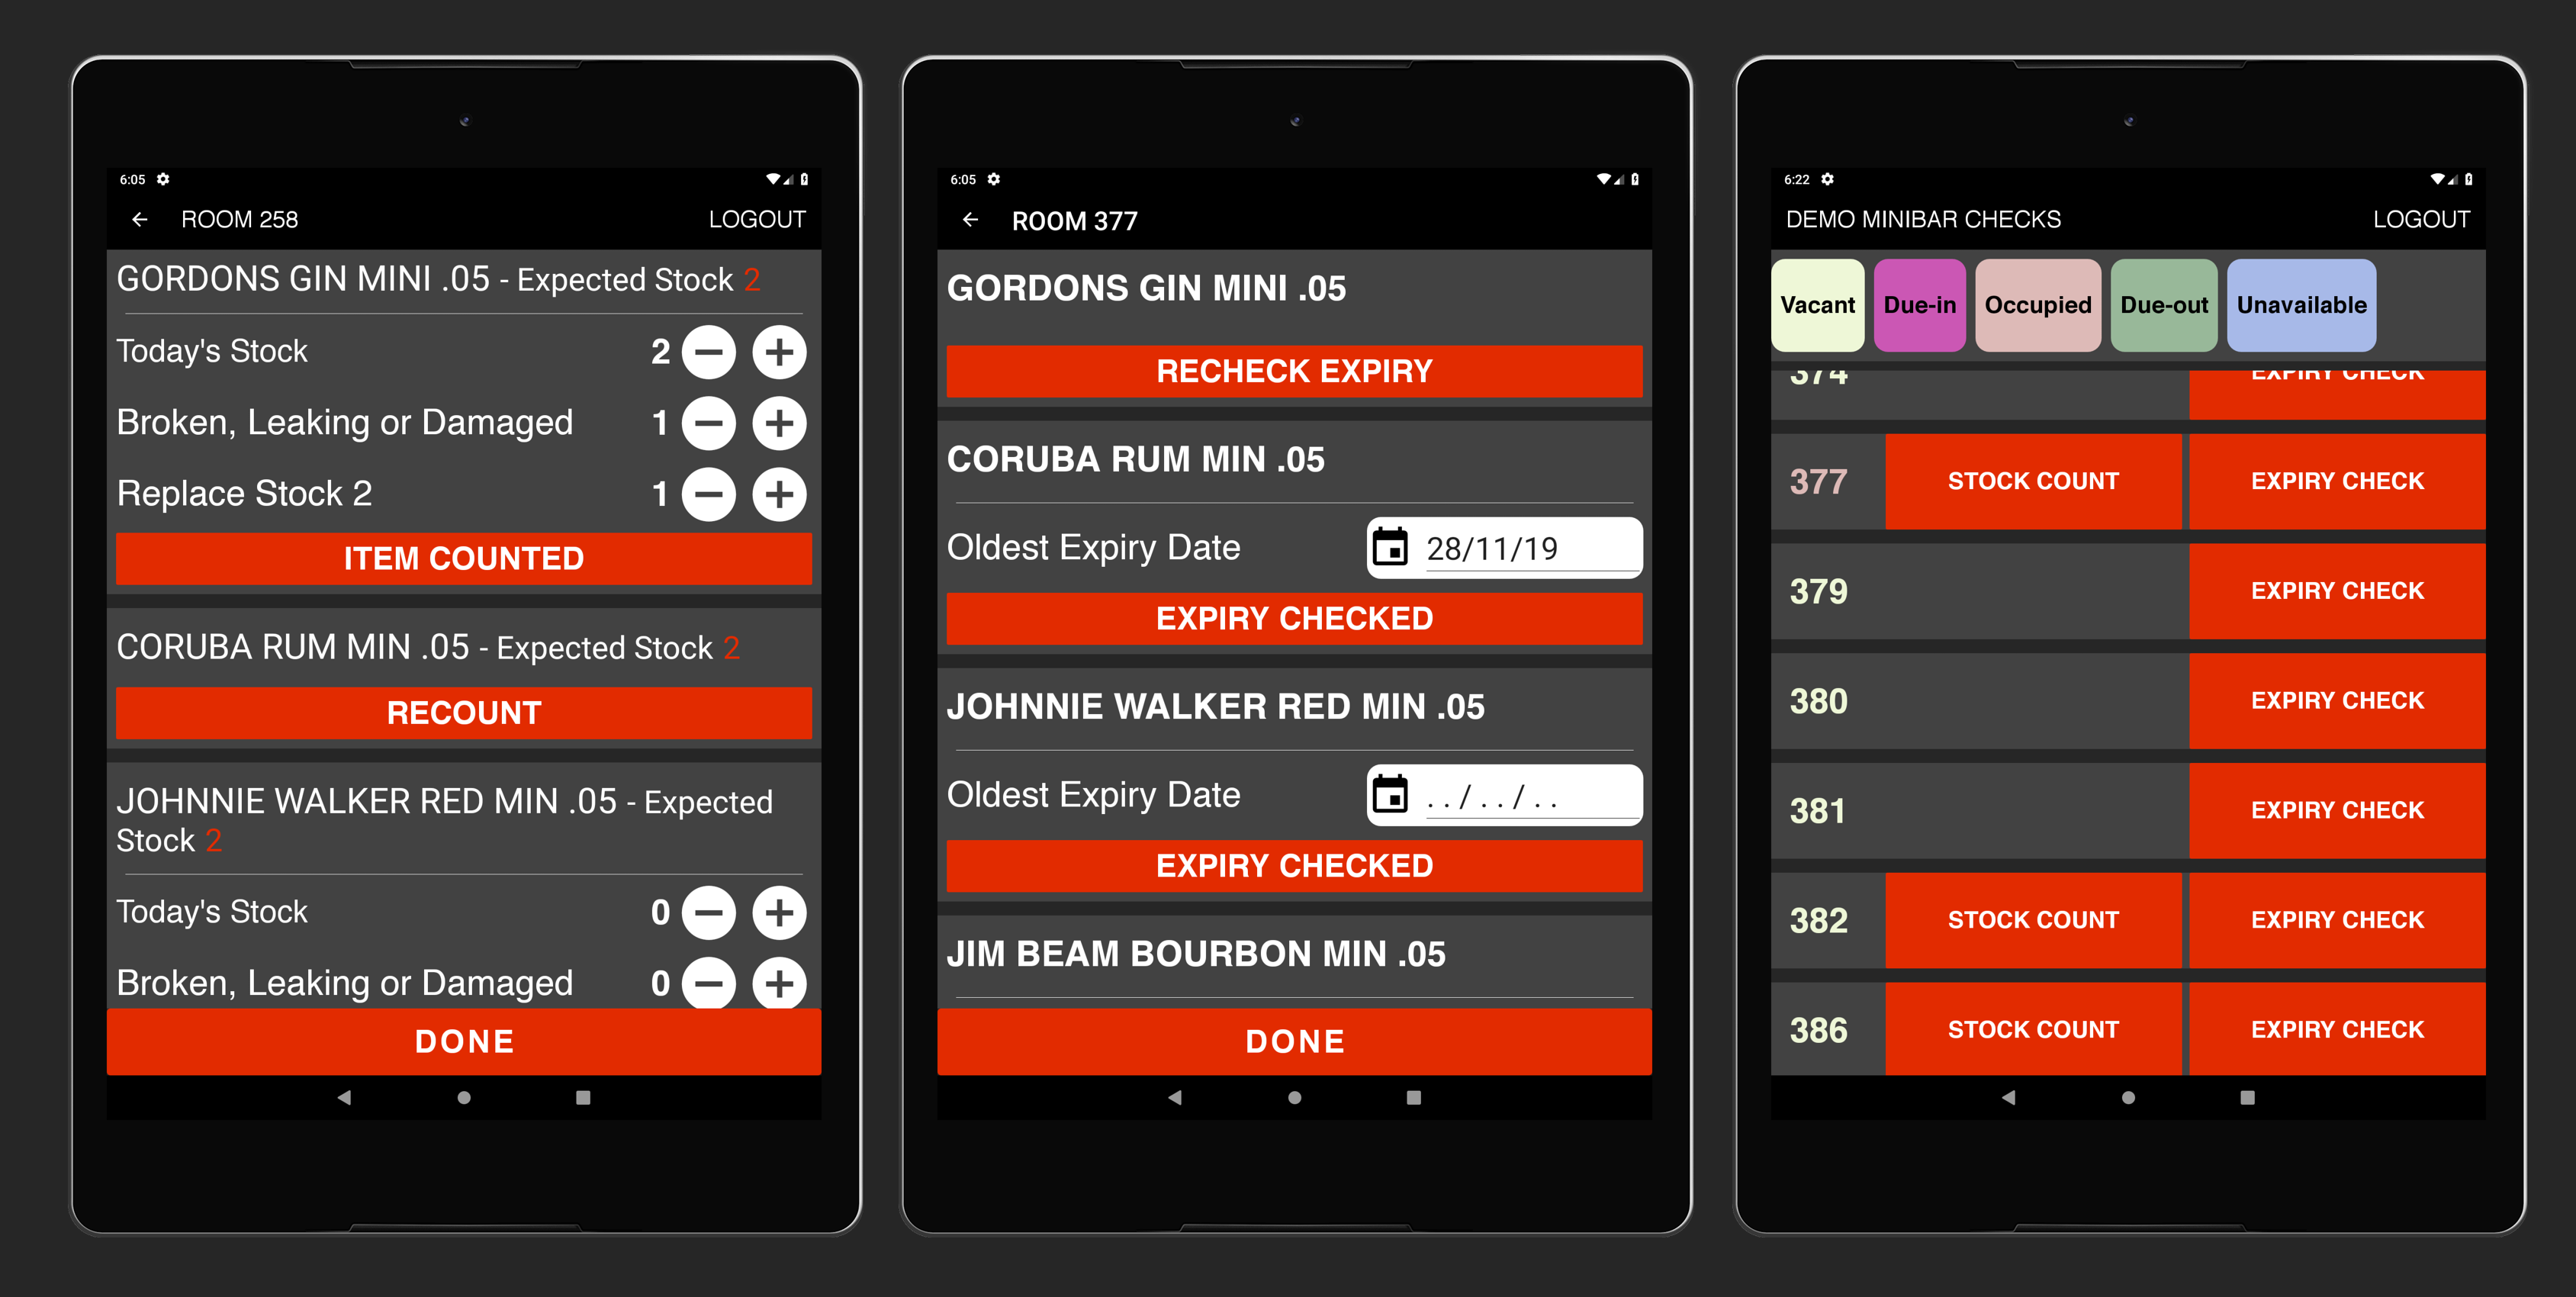 6:05
ROOM 258 LOGOUT
GORDONS GIN MINI .05 - Expected Stock 2
Today's Stock 2
Broken, Leaking or Damaged 1
Replace Stock 2 1
ITEM COUNTED
CORUBA RUM MIN .05 - Expected Stock 2
RECOUNT
JOHNNIE WALKER RED MIN .05 - Expected
Stock 2
Today's Stock 0
Broken, Leaking or Damaged 0
DONE
6:05
ROOM 377
GORDONS GIN MINI .05
RECHECK EXPIRY
CORUBA RUM MIN .05
Oldest Expiry Date 28/11/19
EXPIRY CHECKED
JOHNNIE WALKER RED MIN .05
Oldest Expiry Date . . / . . / . .
EXPIRY CHECKED
JIM BEAM BOURBON MIN .05
DONE
6:22
DEMO MINIBAR CHECKS LOGOUT
Vacant Due-in Occupied Due-out Unavailable
374 EXPIRY CHECK
377 STOCK COUNT EXPIRY CHECK
379 EXPIRY CHECK
380 EXPIRY CHECK
381 EXPIRY CHECK
382 STOCK COUNT EXPIRY CHECK
386 STOCK COUNT EXPIRY CHECK